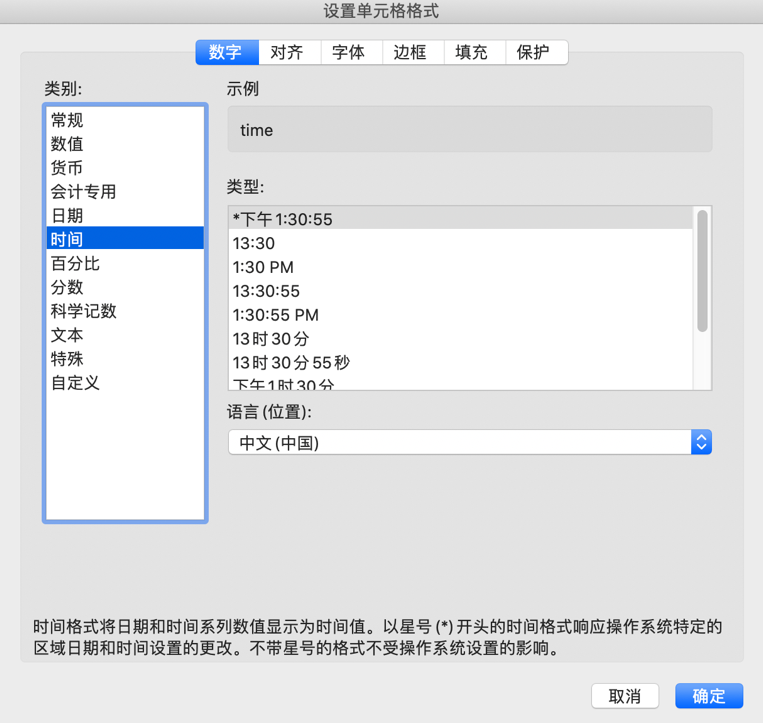 设置单元格格式
数字 对齐 字体 边框 填充 保护
类别:
常规
数值
货币
会计专用
日期
时间
百分比
分数
科学记数
文本
特殊
自定义
示例
time
类型:
*下午1:30:55
13:30
1:30 PM
13:30:55
1:30:55 PM
13时30分
13时30分55秒
下午1时30分
语言(位置):
中文(中国)
时间格式将日期和时间系列数值显示为时间值。以星号(*)开头的时间格式响应操作系统特定的
区域日期和时间设置的更改。不带星号的格式不受操作系统设置的影响。
取消 确定